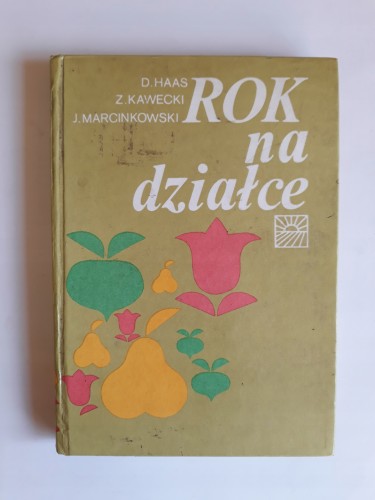 D. HAAS
Z. KAWECKI
J. MARCINKOWSKI
ROK
na
działce